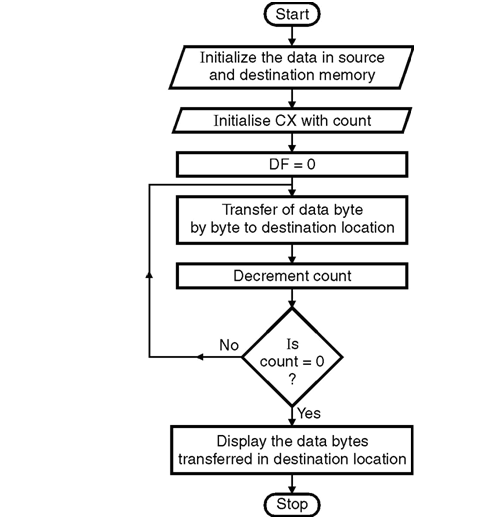 Start
Initialize the data in source
and destination memory
Initialise CX with count
DF = 0
Transfer of data byte
by byte to destination location
Decrement count
No
Is
count = 0
?
Yes
Display the data bytes
transferred in destination location
Stop